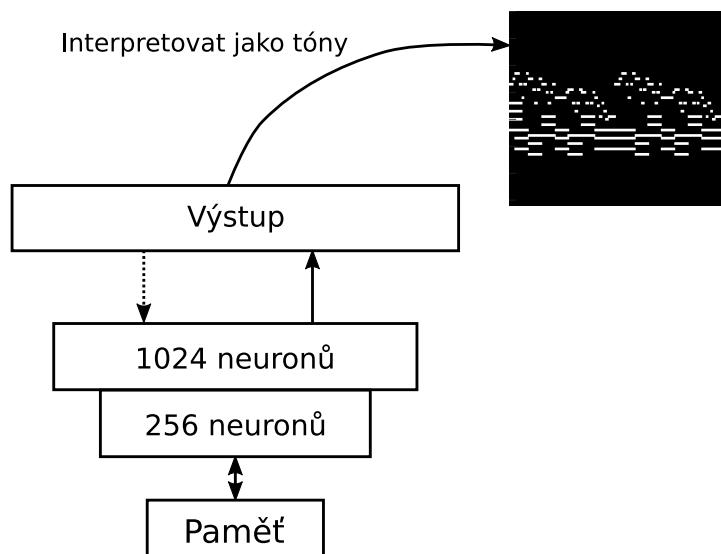 Interpretovat jako tóny
Výstup
1024 neuronů
256 neuronů
Paměť